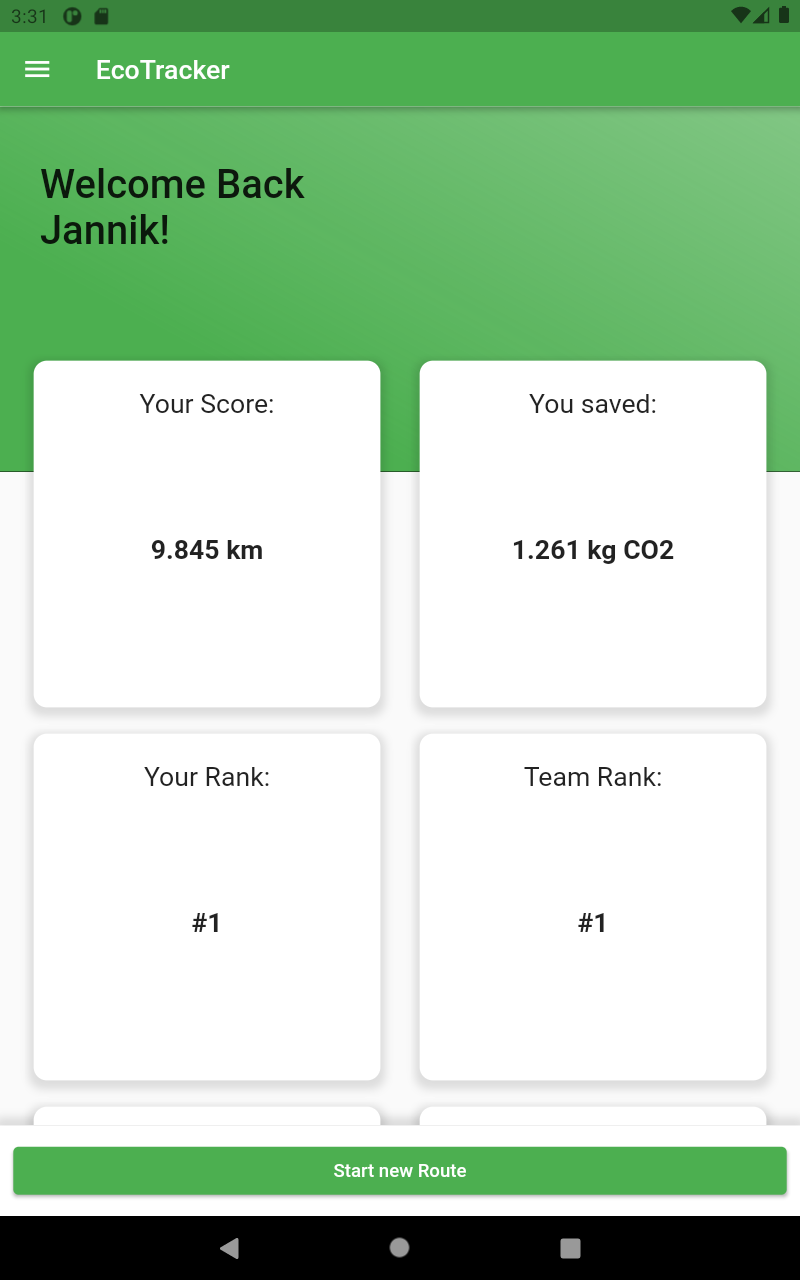 3:31
EcoTracker
Welcome Back
Jannik!
Your Score:
9.845 km
You saved:
1.261 kg CO2
Your Rank:
#1
Team Rank:
#1
Start new Route